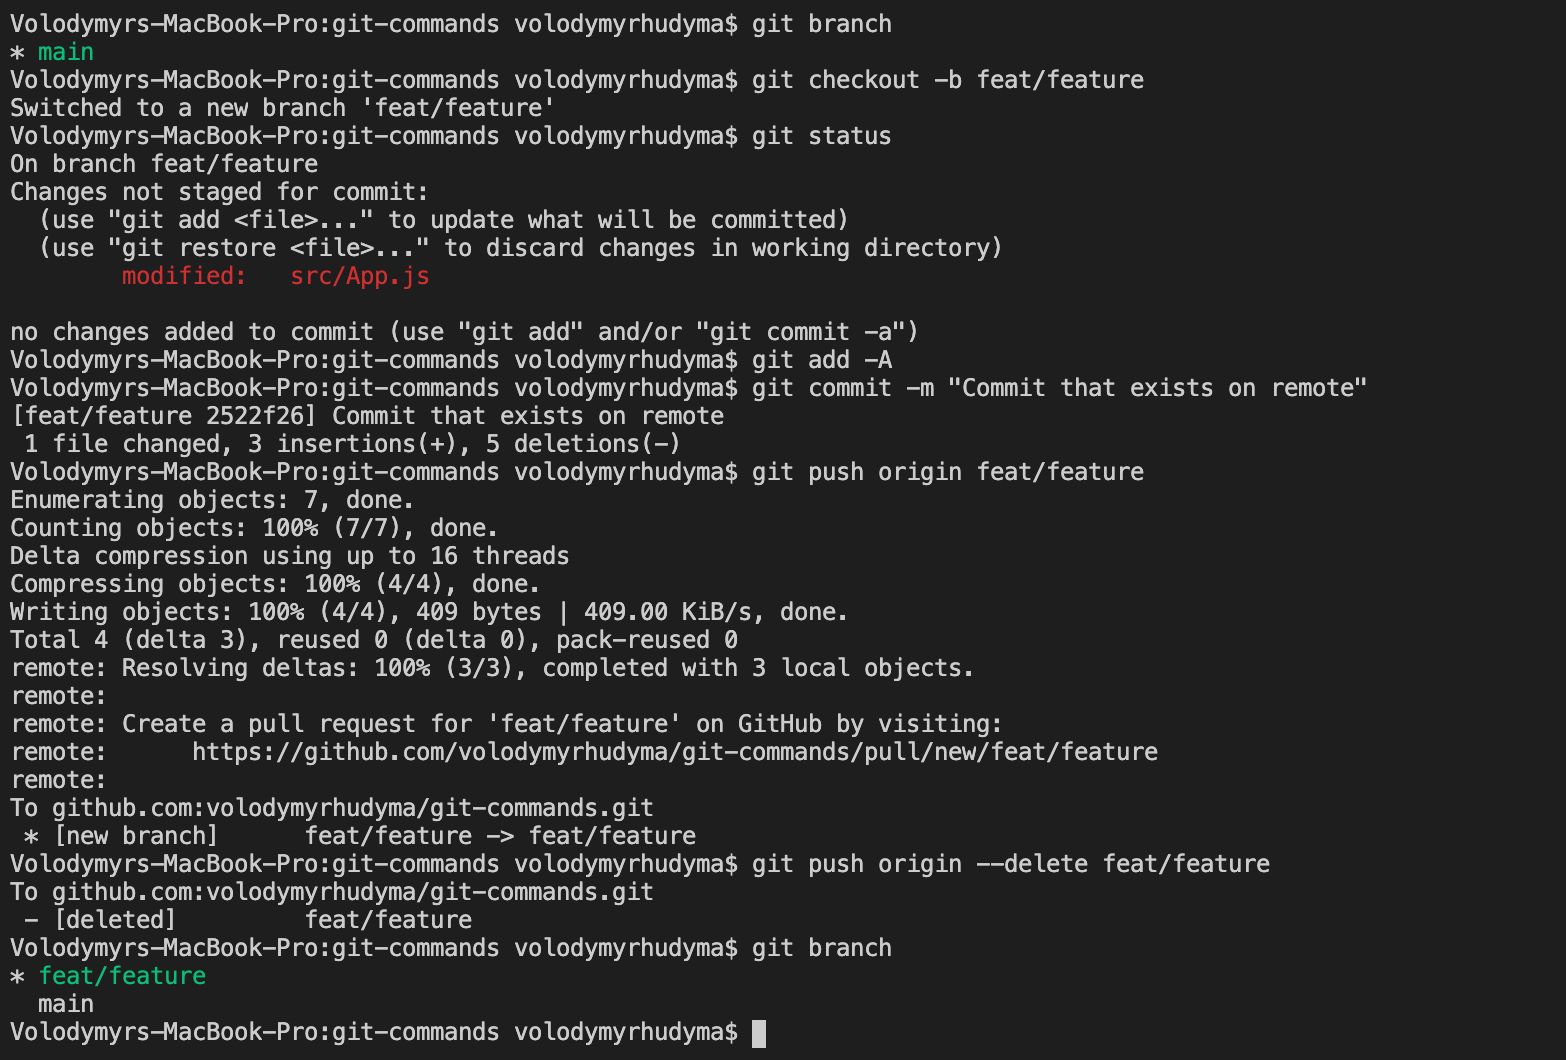 Volodymyrs-MacBook-Pro:git-commands volodymyrhudyma$ git branch
* main
Volodymyrs-MacBook-Pro:git-commands volodymyrhudyma$ git checkout -b feat/feature
Switched to a new branch 'feat/feature'
Volodymyrs-MacBook-Pro:git-commands volodymyrhudyma$ git status
On branch feat/feature
Changes not staged for commit:
  (use "git add <file>..." to update what will be committed)
  (use "git restore <file>..." to discard changes in working directory)
        modified:   src/App.js

no changes added to commit (use "git add" and/or "git commit -a")
Volodymyrs-MacBook-Pro:git-commands volodymyrhudyma$ git add -A
Volodymyrs-MacBook-Pro:git-commands volodymyrhudyma$ git commit -m "Commit that exists on remote"
[feat/feature 2522f26] Commit that exists on remote
 1 file changed, 3 insertions(+), 5 deletions(-)
Volodymyrs-MacBook-Pro:git-commands volodymyrhudyma$ git push origin feat/feature
Enumerating objects: 7, done.
Counting objects: 100% (7/7), done.
Delta compression using up to 16 threads
Compressing objects: 100% (4/4), done.
Writing objects: 100% (4/4), 409 bytes | 409.00 KiB/s, done.
Total 4 (delta 3), reused 0 (delta 0), pack-reused 0
remote: Resolving deltas: 100% (3/3), completed with 3 local objects.
remote:
remote: Create a pull request for 'feat/feature' on GitHub by visiting:
remote:      https://github.com/volodymyrhudyma/git-commands/pull/new/feat/feature
remote:
To github.com:volodymyrhudyma/git-commands.git
 * [new branch]      feat/feature -> feat/feature
Volodymyrs-MacBook-Pro:git-commands volodymyrhudyma$ git push origin --delete feat/feature
To github.com:volodymyrhudyma/git-commands.git
 - [deleted]         feat/feature
Volodymyrs-MacBook-Pro:git-commands volodymyrhudyma$ git branch
* feat/feature
  main
Volodymyrs-MacBook-Pro:git-commands volodymyrhudyma$